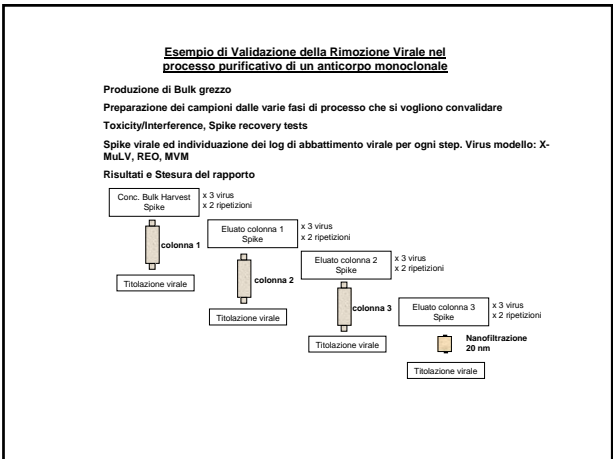 Esempio di Validazione della Rimozione Virale nel
processo purificativo di un anticorpo monoclonale
Produzione di Bulk grezzo
Preparazione dei campioni dalle varie fasi di processo che si vogliono convalidare
Toxicity/Interference, Spike recovery tests
Spike virale ed individuazione dei log di abbattimento virale per ogni step. Virus modello: X-
MuLV, REO, MVM
Risultati e Stesura del rapporto
Conc. Bulk Harvest
Spike
x 3 virus
x 2 ripetizioni
colonna 1
Titolazione virale
Eluato colonna 1
Spike
x 3 virus
x 2 ripetizioni
colonna 2
Titolazione virale
Eluato colonna 2
Spike
x 3 virus
x 2 ripetizioni
colonna 3
Titolazione virale
Eluato colonna 3
Spike
x 3 virus
x 2 ripetizioni
Nanofiltrazione
20 nm
Titolazione virale